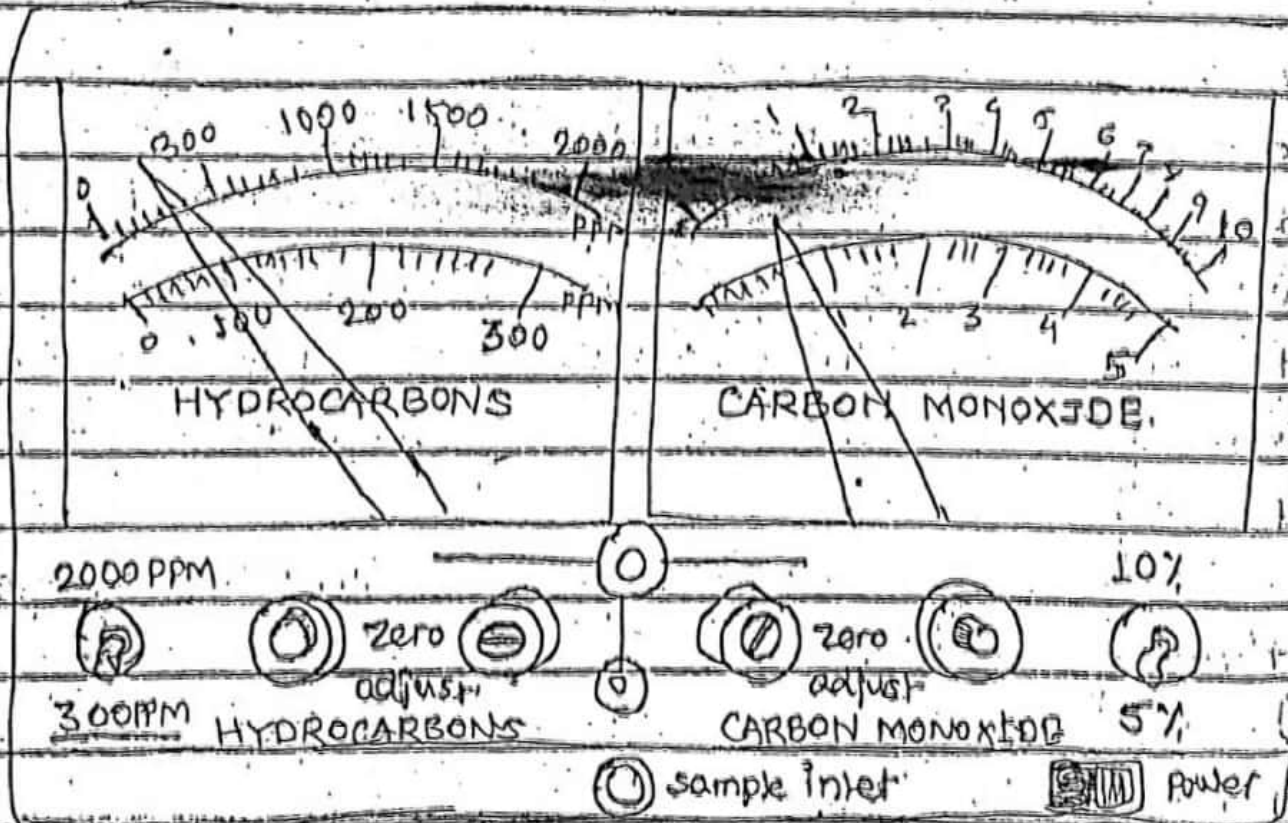 0 300 1000 1500 2000 PPM
0 100 200 300 PPM
HYDROCARBONS
1 2 3 4 5 6 7 9 10
2 3 4 5
CARBON MONOXIDE.
2000 PPM
10%
zero adjust
zero adjust
300PPM
HYDROCARBONS
CARBON MONOXIDE
5%
sample inlet
Power